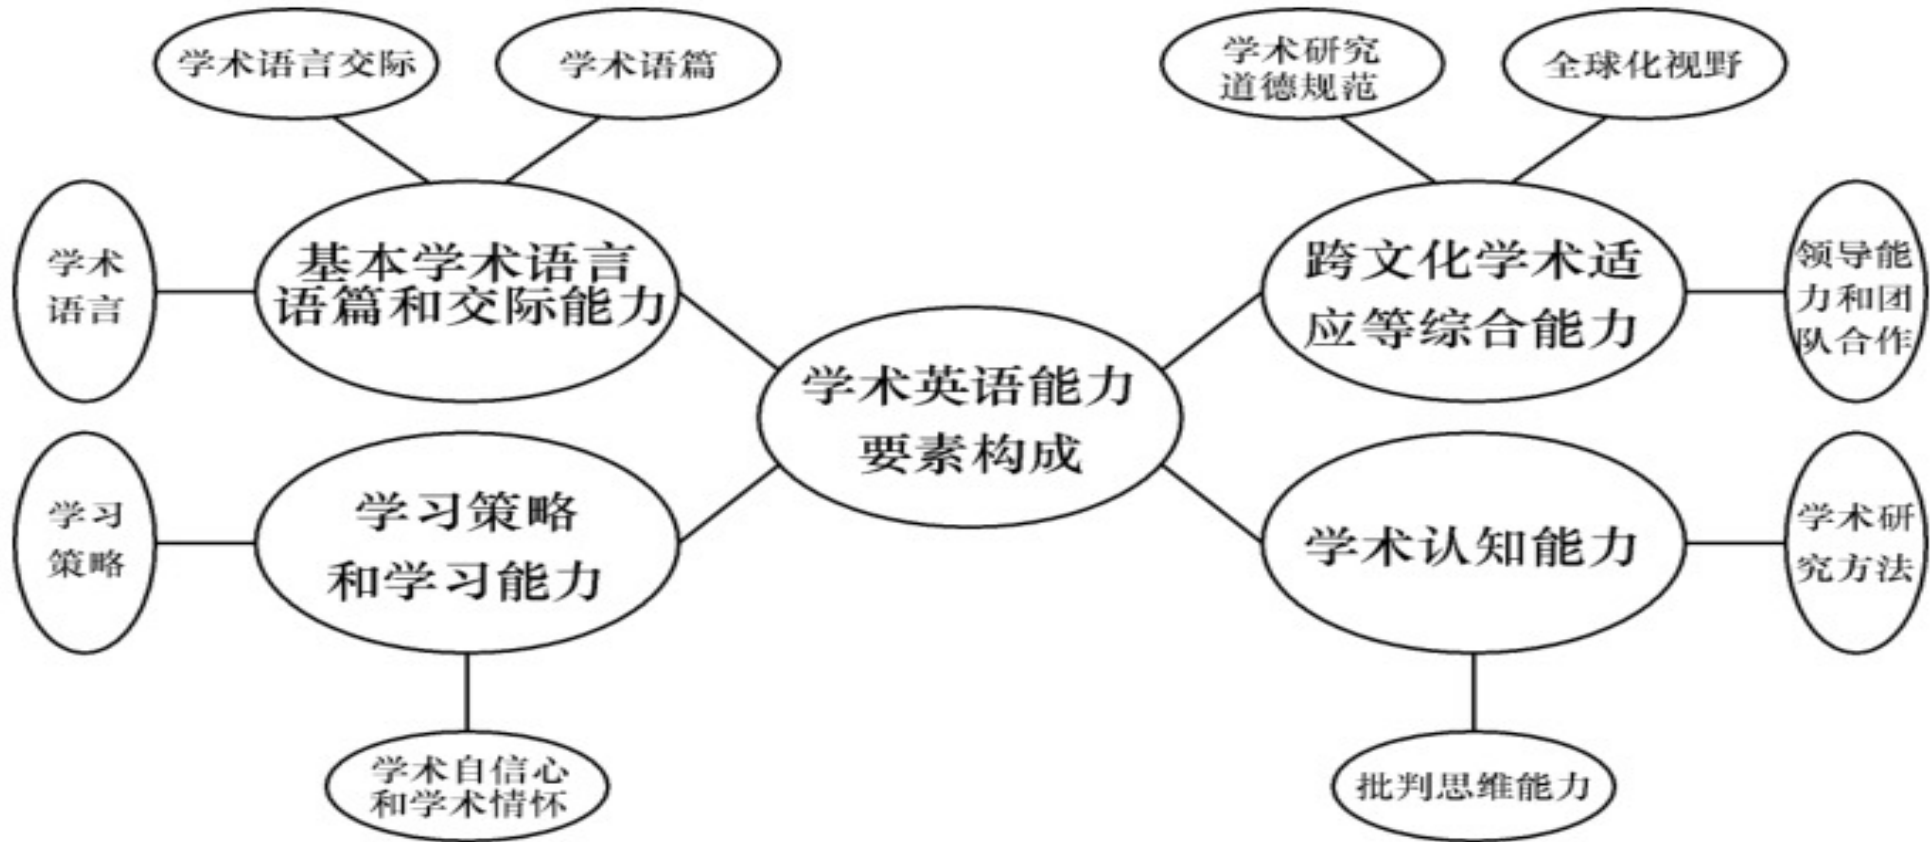 学术语言交际
学术语篇
学术研究
道德规范
全球化视野
学术
语言
基本学术语言
语篇和交际能力
跨文化学术适
应等综合能力
领导能
力和团
队合作
学术英语能力
要素构成
学习
策略
学习策略
和学习能力
学术认知能力
学术研
究方法
学术自信心
和学术情怀
批判思维能力